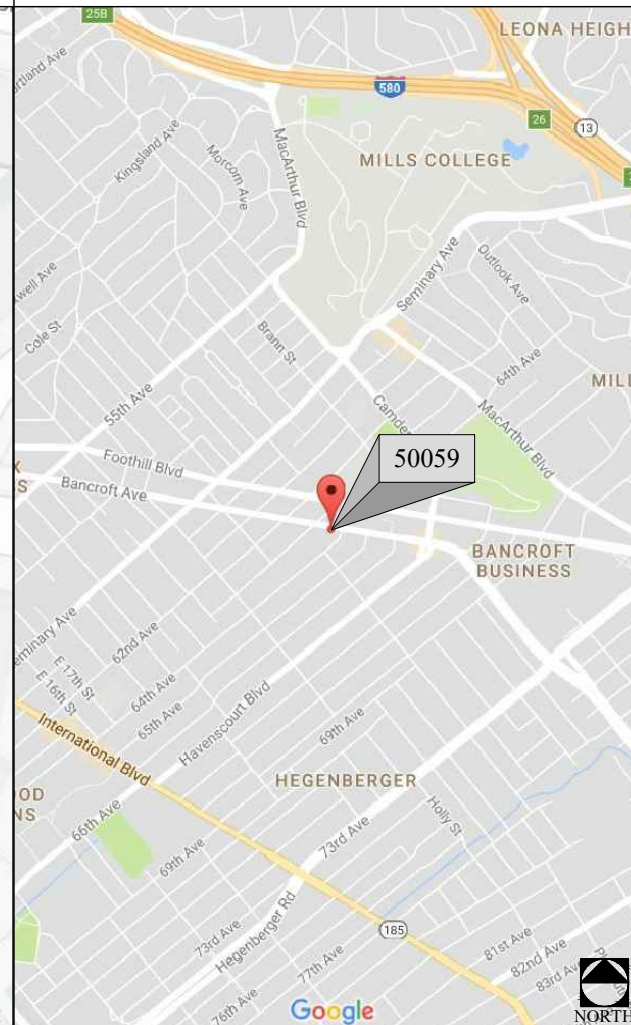 25B
LEONA HEIGH
580
26
13
Kingsland Ave
Morcom Ave
MacArthur Blvd
MILLS COLLEGE
Seminary Ave
Outlook Ave
Cole St
Brann St
64th Ave
MILL
55th Ave
MacArthur Blvd
Foothill Blvd
50059
Bancroft Ave
BANCROFT
BUSINESS
62nd Ave
E 17th St
E 16th St
64th Ave
65th Ave
Havenscourt Blvd
International Blvd
69th Ave
HEGENBERGER
66th Ave
73rd Ave
Holly St
69th Ave
185
73rd Ave
Hegenberger Rd
77th Ave
76th Ave
81st Ave
82nd Ave
83rd Ave
Google
NORTH